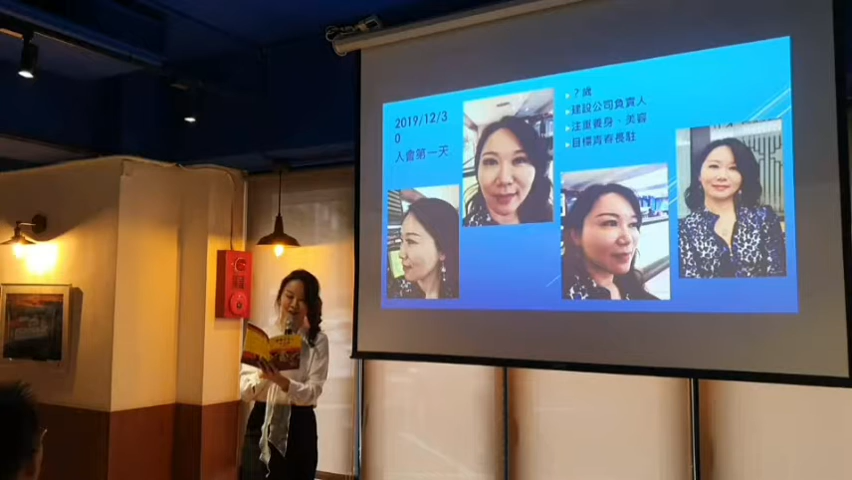 2019/12/3
0
入會第一天
？歲
建設公司負責人
注重養身、美容
目標青春長駐